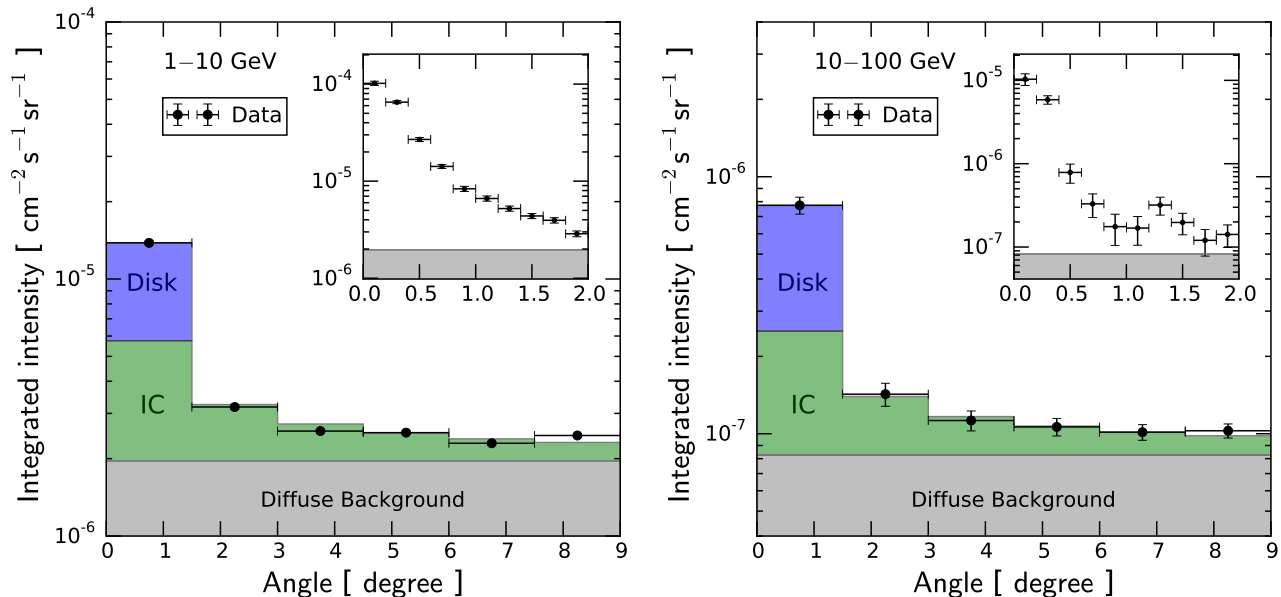 Integrated intensity [ cm⁻² s⁻¹ sr⁻¹ ]
10⁻⁴
10⁻⁵
10⁻⁶
1−10 GeV
Data
10⁻⁴
10⁻⁵
10⁻⁶
0.0 0.5 1.0 1.5 2.0
Disk
IC
Diffuse Background
0 1 2 3 4 5 6 7 8 9
Angle [ degree ]
Integrated intensity [ cm⁻² s⁻¹ sr⁻¹ ]
10⁻⁶
10⁻⁷
10−100 GeV
Data
10⁻⁵
10⁻⁶
10⁻⁷
0.0 0.5 1.0 1.5 2.0
Disk
IC
Diffuse Background
0 1 2 3 4 5 6 7 8 9
Angle [ degree ]